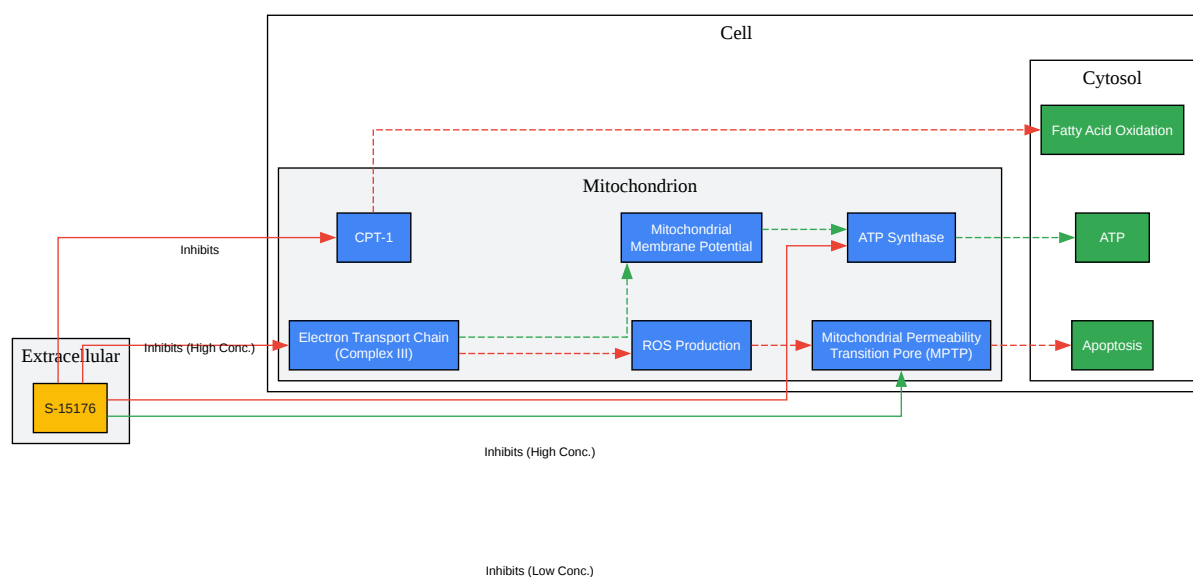 Cell
Cytosol
Fatty Acid Oxidation
Mitochondrion
CPT-1
Mitochondrial
Membrane Potential
ATP Synthase
ATP
Inhibits
Electron Transport Chain
(Complex III)
ROS Production
Mitochondrial Permeability
Transition Pore (MPTP)
Apoptosis
Inhibits (High Conc.)
Extracellular
S-15176
Inhibits (High Conc.)
Inhibits (Low Conc.)